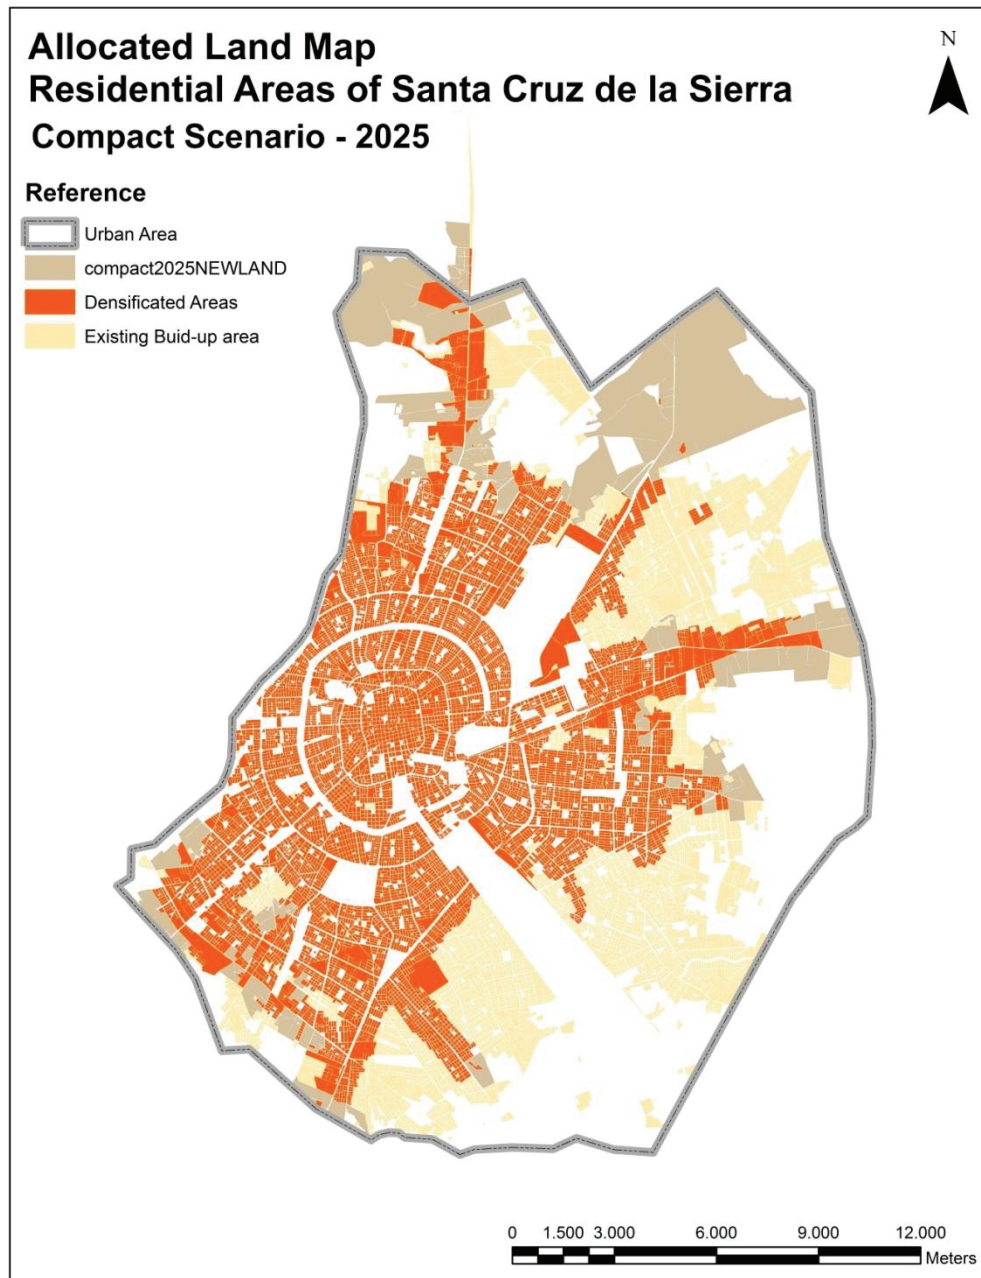 Allocated Land Map
Residential Areas of Santa Cruz de la Sierra
Compact Scenario - 2025
N
Reference
Urban Area
compact2025NEWLAND
Densificated Areas
Existing Buid-up area
0 1.500 3.000 6.000 9.000 12.000
Meters